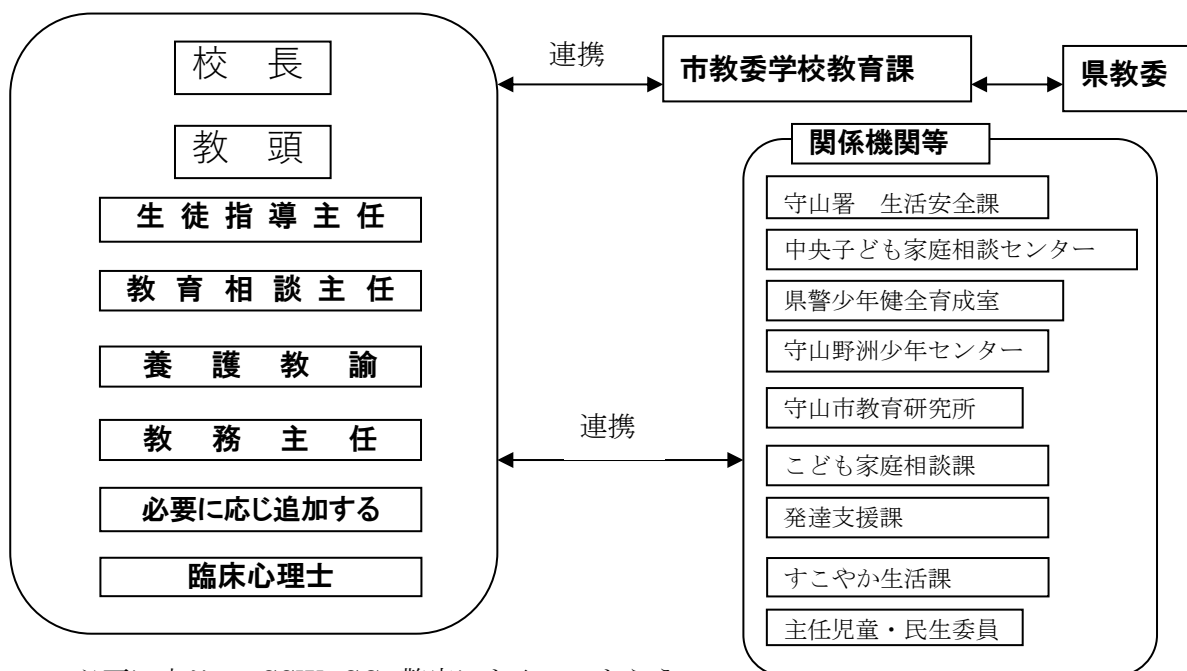 校　長
教　頭
生 徒 指 導 主 任
教 育 相 談 主 任
養　護　教　諭
教　務　主　任
必要に応じ追加する
臨床心理士
連携
市教委学校教育課
県教委
連携
関係機関等
守山署　生活安全課
中央子ども家庭相談センター
県警少年健全育成室
守山野洲少年センター
守山市教育研究所
こども家庭相談課
発達支援課
すこやか生活課
主任児童・民生委員